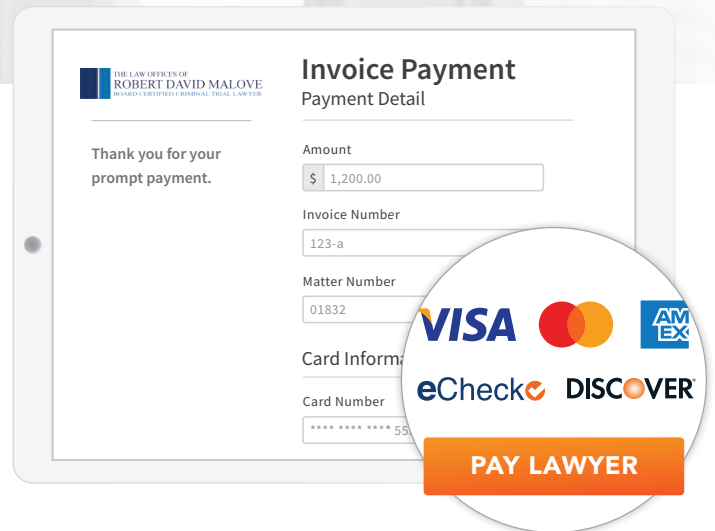 THE LAW OFFICES OF
ROBERT DAVID MALOVE
BOARD CERTIFIED CRIMINAL TRIAL LAWYER
Thank you for your
prompt payment.
Invoice Payment
Payment Detail
Amount
$ 1,200.00
Invoice Number
123-a
Matter Number
01832
Card Informa
Card Number
**** **** **** 55
VISA
AM
EX
eCheck
DISCOVER
PAY LAWYER